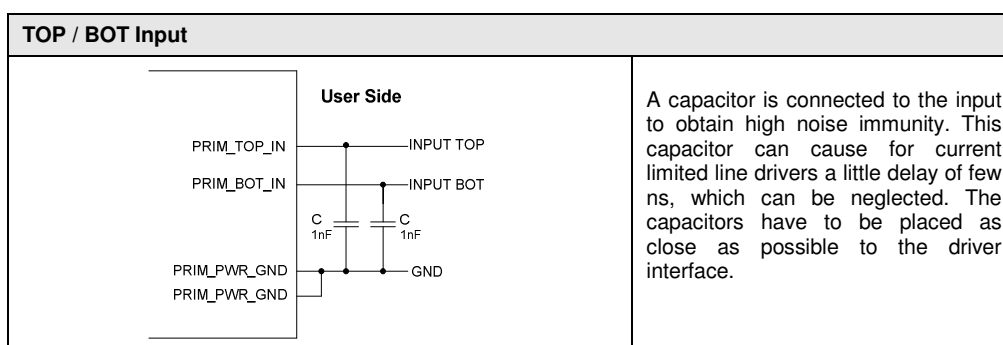 TOP / BOT Input
User Side
PRIM_TOP_IN
INPUT TOP
PRIM_BOT_IN
INPUT BOT
C
1nF
C
1nF
PRIM_PWR_GND
GND
PRIM_PWR_GND
A capacitor is connected to the input
to obtain high noise immunity. This
capacitor can cause for current
limited line drivers a little delay of few
ns, which can be neglected. The
capacitors have to be placed as
close as possible to the driver
interface.